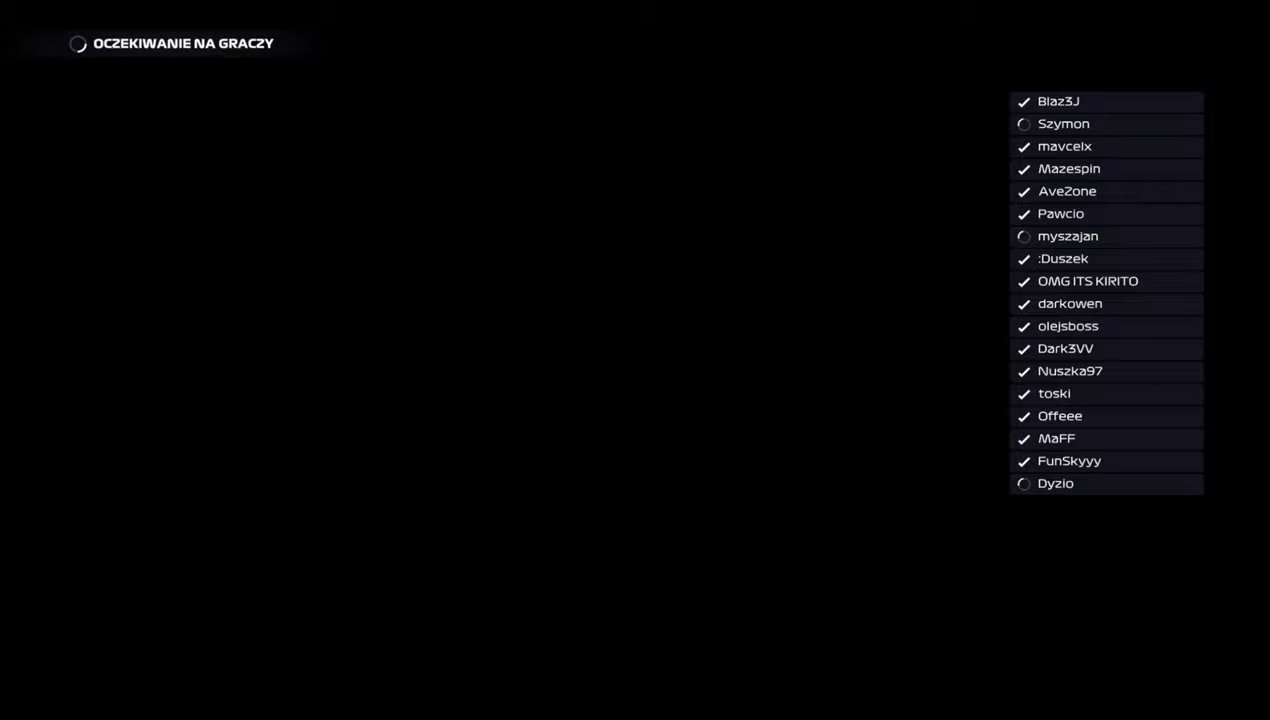 OCZEKIWANIE NA GRACZY
Blaz3J
Szymon
mavcelx
Mazespin
AveZone
Pawcio
myszajan
:Duszek
OMG ITS KIRITO
darkowen
olejsboss
Dark3VV
Nuszka97
toski
Offeee
MaFF
FunSkyyy
Dyzio